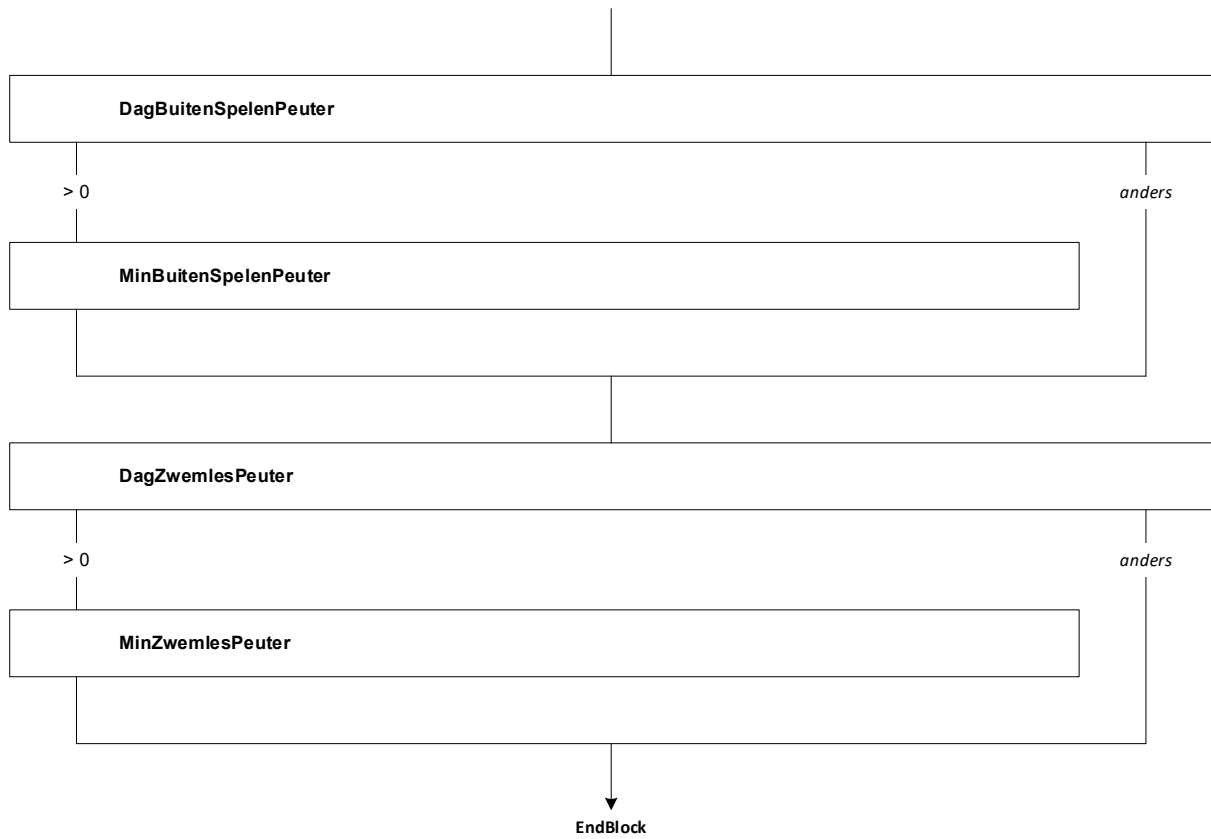 DagBuitenSpelenPeuter
> 0
anders
MinBuitenSpelenPeuter
DagZwemlesPeuter
> 0
anders
MinZwemlesPeuter
EndBlock